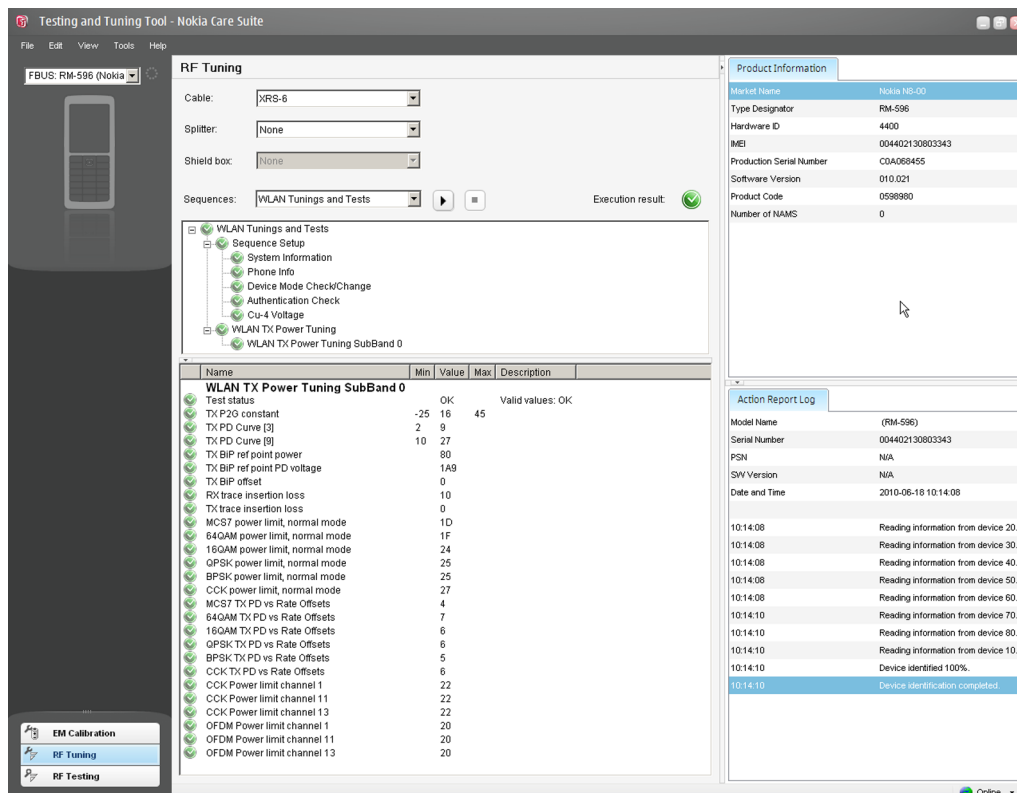 Testing and Tuning Tool - Nokia Care Suite
File Edit View Tools Help
FBUS: RM-596 (Nokia
RF Tuning
Cable: XRS-6
Splitter: None
Shield box: None
Sequences: WLAN Tunings and Tests
Execution result:
WLAN Tunings and Tests
Sequence Setup
System Information
Phone Info
Device Mode Check/Change
Authentication Check
Cu-4 Voltage
WLAN TX Power Tuning
WLAN TX Power Tuning SubBand 0
Name Min Value Max Description
WLAN TX Power Tuning SubBand 0
Test status OK Valid values: OK
TX P2G constant -25 16 45
TX PD Curve [3] 2 9
TX PD Curve [9] 10 27
TX BiP ref point power 80
TX BiP ref point PD voltage 1A9
TX BiP offset 0
RX trace insertion loss 10
TX trace insertion loss 0
MCS7 power limit, normal mode 1D
64QAM power limit, normal mode 1F
16QAM power limit, normal mode 24
QPSK power limit, normal mode 25
BPSK power limit, normal mode 25
CCK power limit, normal mode 27
MCS7 TX PD vs Rate Offsets 4
64QAM TX PD vs Rate Offsets 7
16QAM TX PD vs Rate Offsets 6
QPSK TX PD vs Rate Offsets 6
BPSK TX PD vs Rate Offsets 5
CCK TX PD vs Rate Offsets 6
CCK Power limit channel 1 22
CCK Power limit channel 11 22
CCK Power limit channel 13 22
OFDM Power limit channel 1 20
OFDM Power limit channel 11 20
OFDM Power limit channel 13 20
EM Calibration
RF Tuning
RF Testing
Product Information
Market Name Nokia N8-00
Type Designator RM-596
Hardware ID 4400
IMEI 004402130803343
Production Serial Number C0A068455
Software Version 010.021
Product Code 0598980
Number of NAMS 0
Action Report Log
Model Name (RM-596)
Serial Number 004402130803343
PSN N/A
SW Version N/A
Date and Time 2010-06-18 10:14:08
10:14:08 Reading information from device 20.
10:14:08 Reading information from device 30.
10:14:08 Reading information from device 40.
10:14:08 Reading information from device 50.
10:14:08 Reading information from device 60.
10:14:10 Reading information from device 70.
10:14:10 Reading information from device 80.
10:14:10 Reading information from device 10.
10:14:10 Device identified 100%.
10:14:10 Device identification completed.
Online